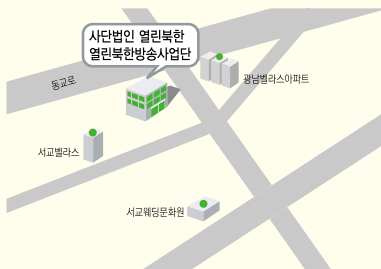 사단법인 열린북한
열린북한방송사업단
동교로
광남벨라스아파트
서교벨라스
서교웨딩문화원